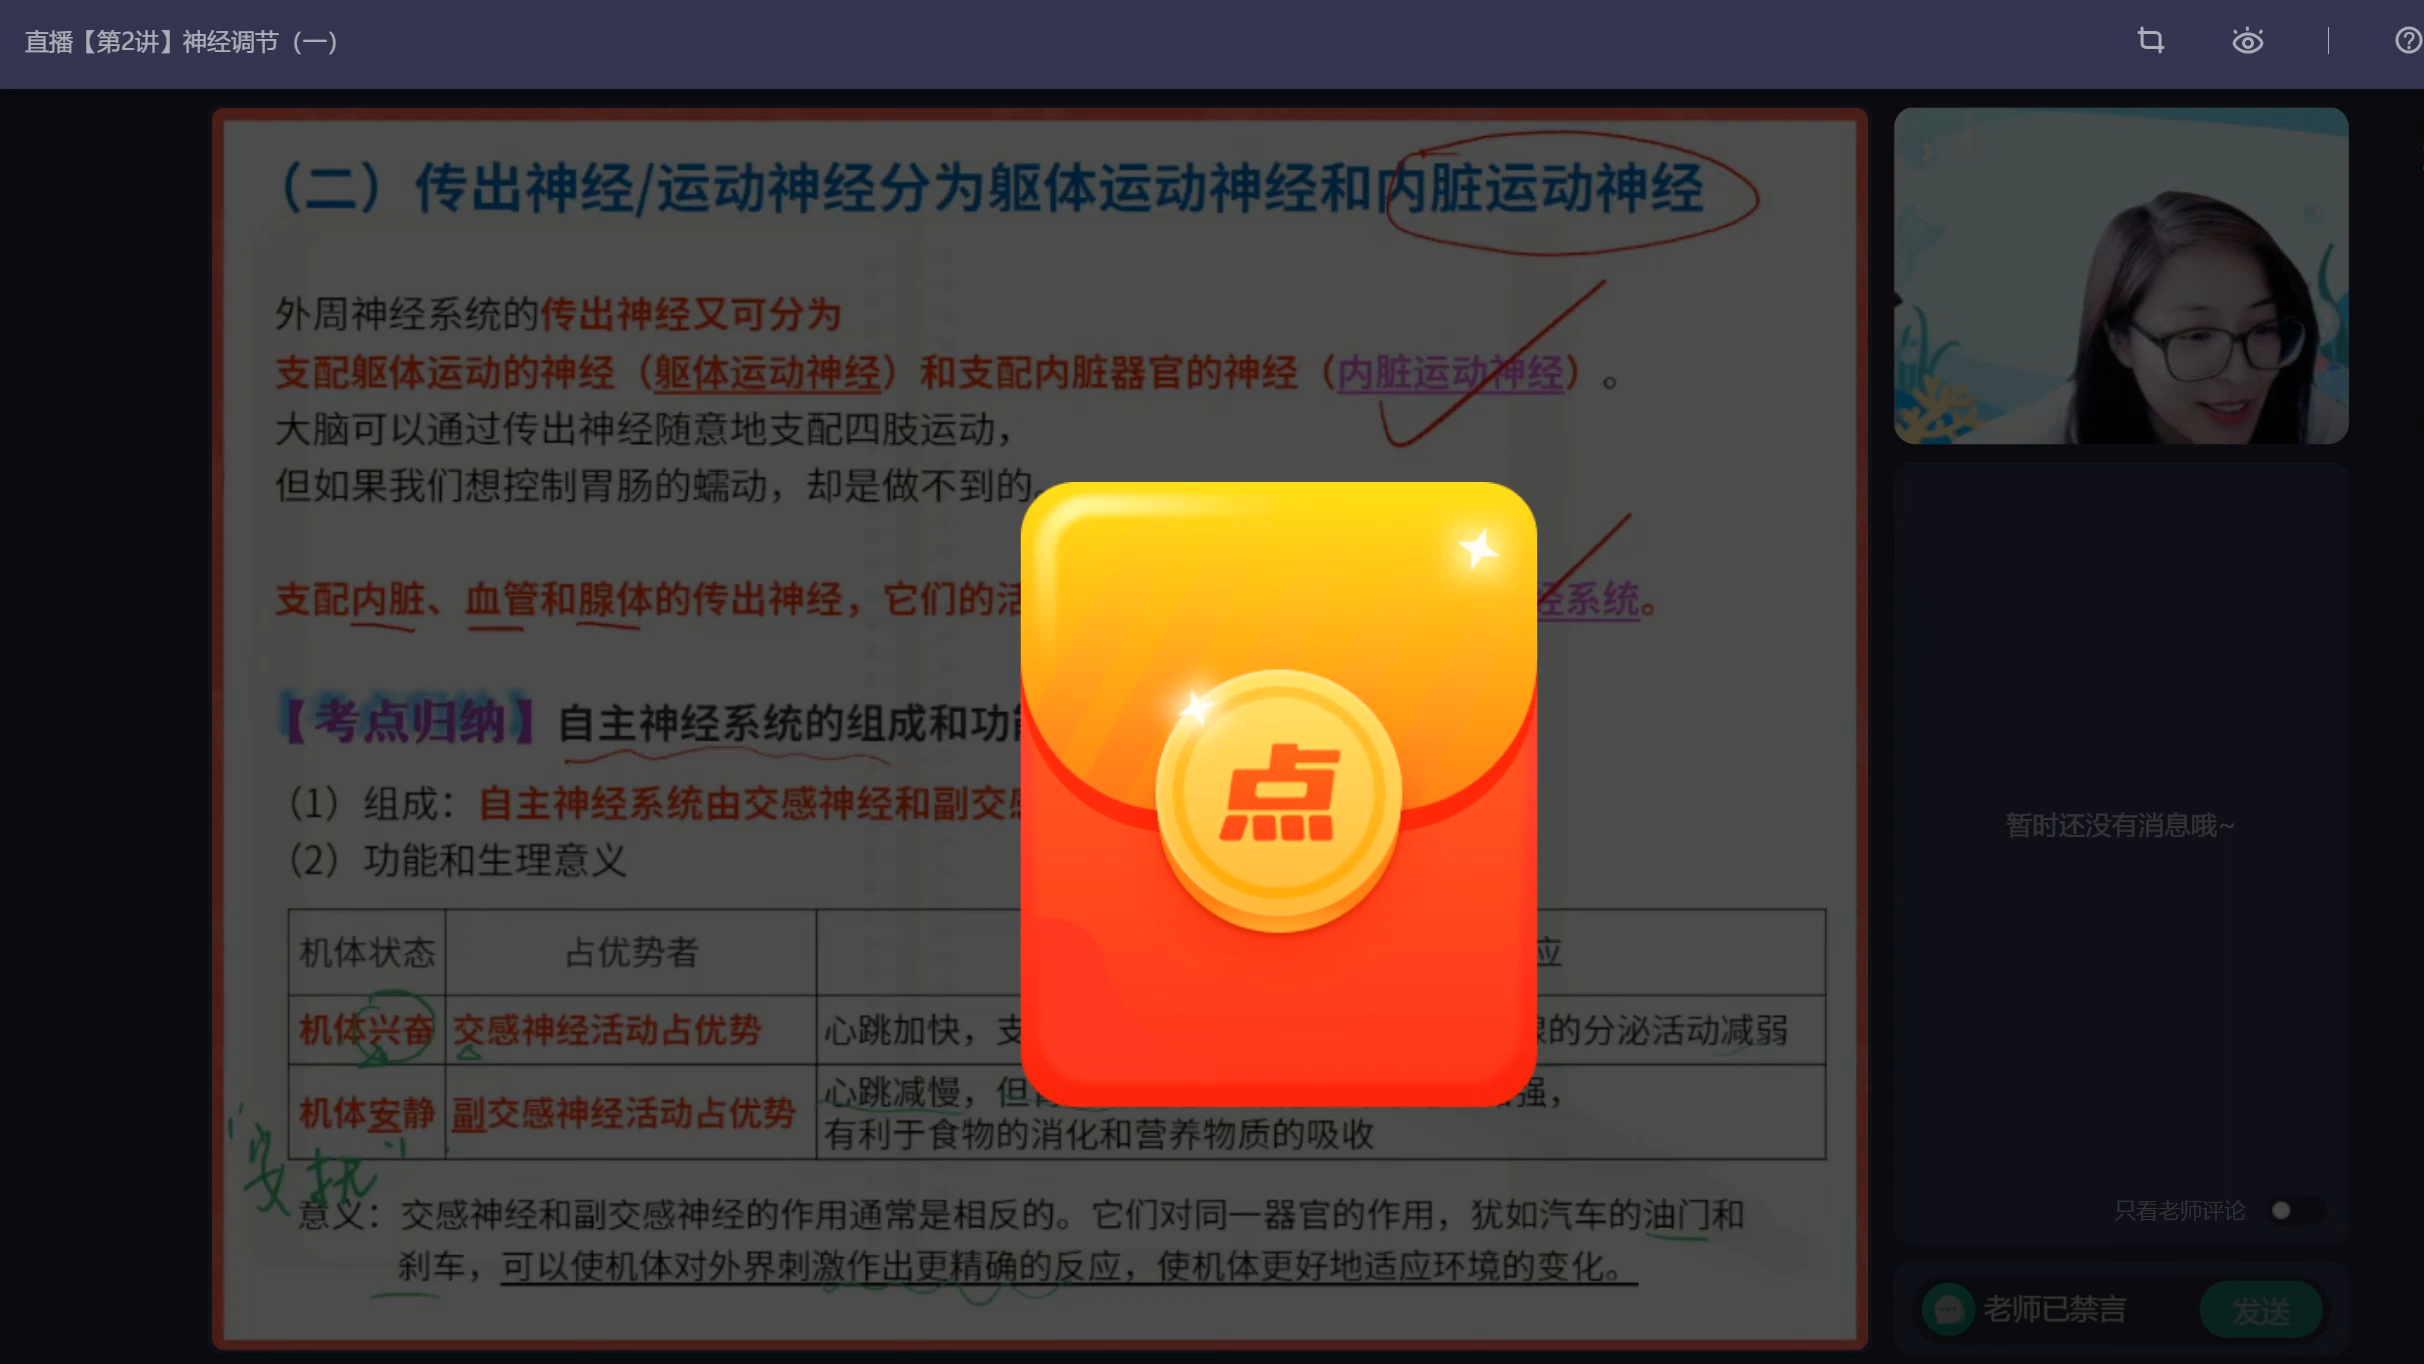 直播【第2讲】神经调节（一）
（二）传出神经/运动神经分为躯体运动神经和内脏运动神经
外周神经系统的传出神经又可分为
支配躯体运动的神经（躯体运动神经）和支配内脏器官的神经（内脏运动神经）。
大脑可以通过传出神经随意地支配四肢运动，
但如果我们想控制胃肠的蠕动，却是做不到的
支配内脏、血管和腺体的传出神经，它们的活 经系统。
【考点归纳】自主神经系统的组成和功能
（1）组成：自主神经系统由交感神经和副交感
（2）功能和生理意义
机体状态 占优势者 应
机体兴奋 交感神经活动占优势 心跳加快，支 腺的分泌活动减弱
机体安静 副交感神经活动占优势 心跳减慢，但 强，
有利于食物的消化和营养物质的吸收
意义：交感神经和副交感神经的作用通常是相反的。它们对同一器官的作用，犹如汽车的油门和
刹车，可以使机体对外界刺激作出更精确的反应，使机体更好地适应环境的变化。
点
暂时还没有消息哦~
只看老师评论
老师已禁言
发送